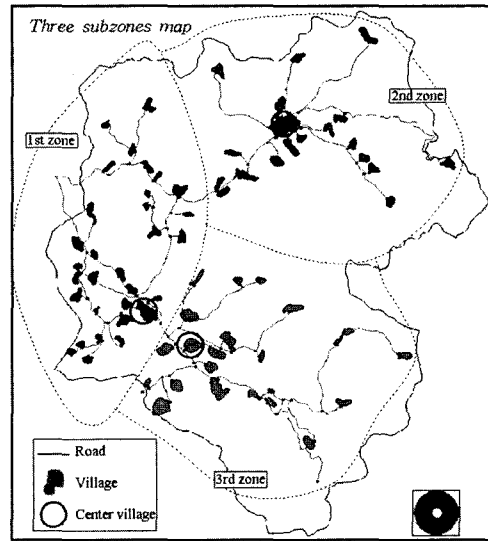 Three subzones map
2nd zone
1st zone
3rd zone
Road
Village
Center village